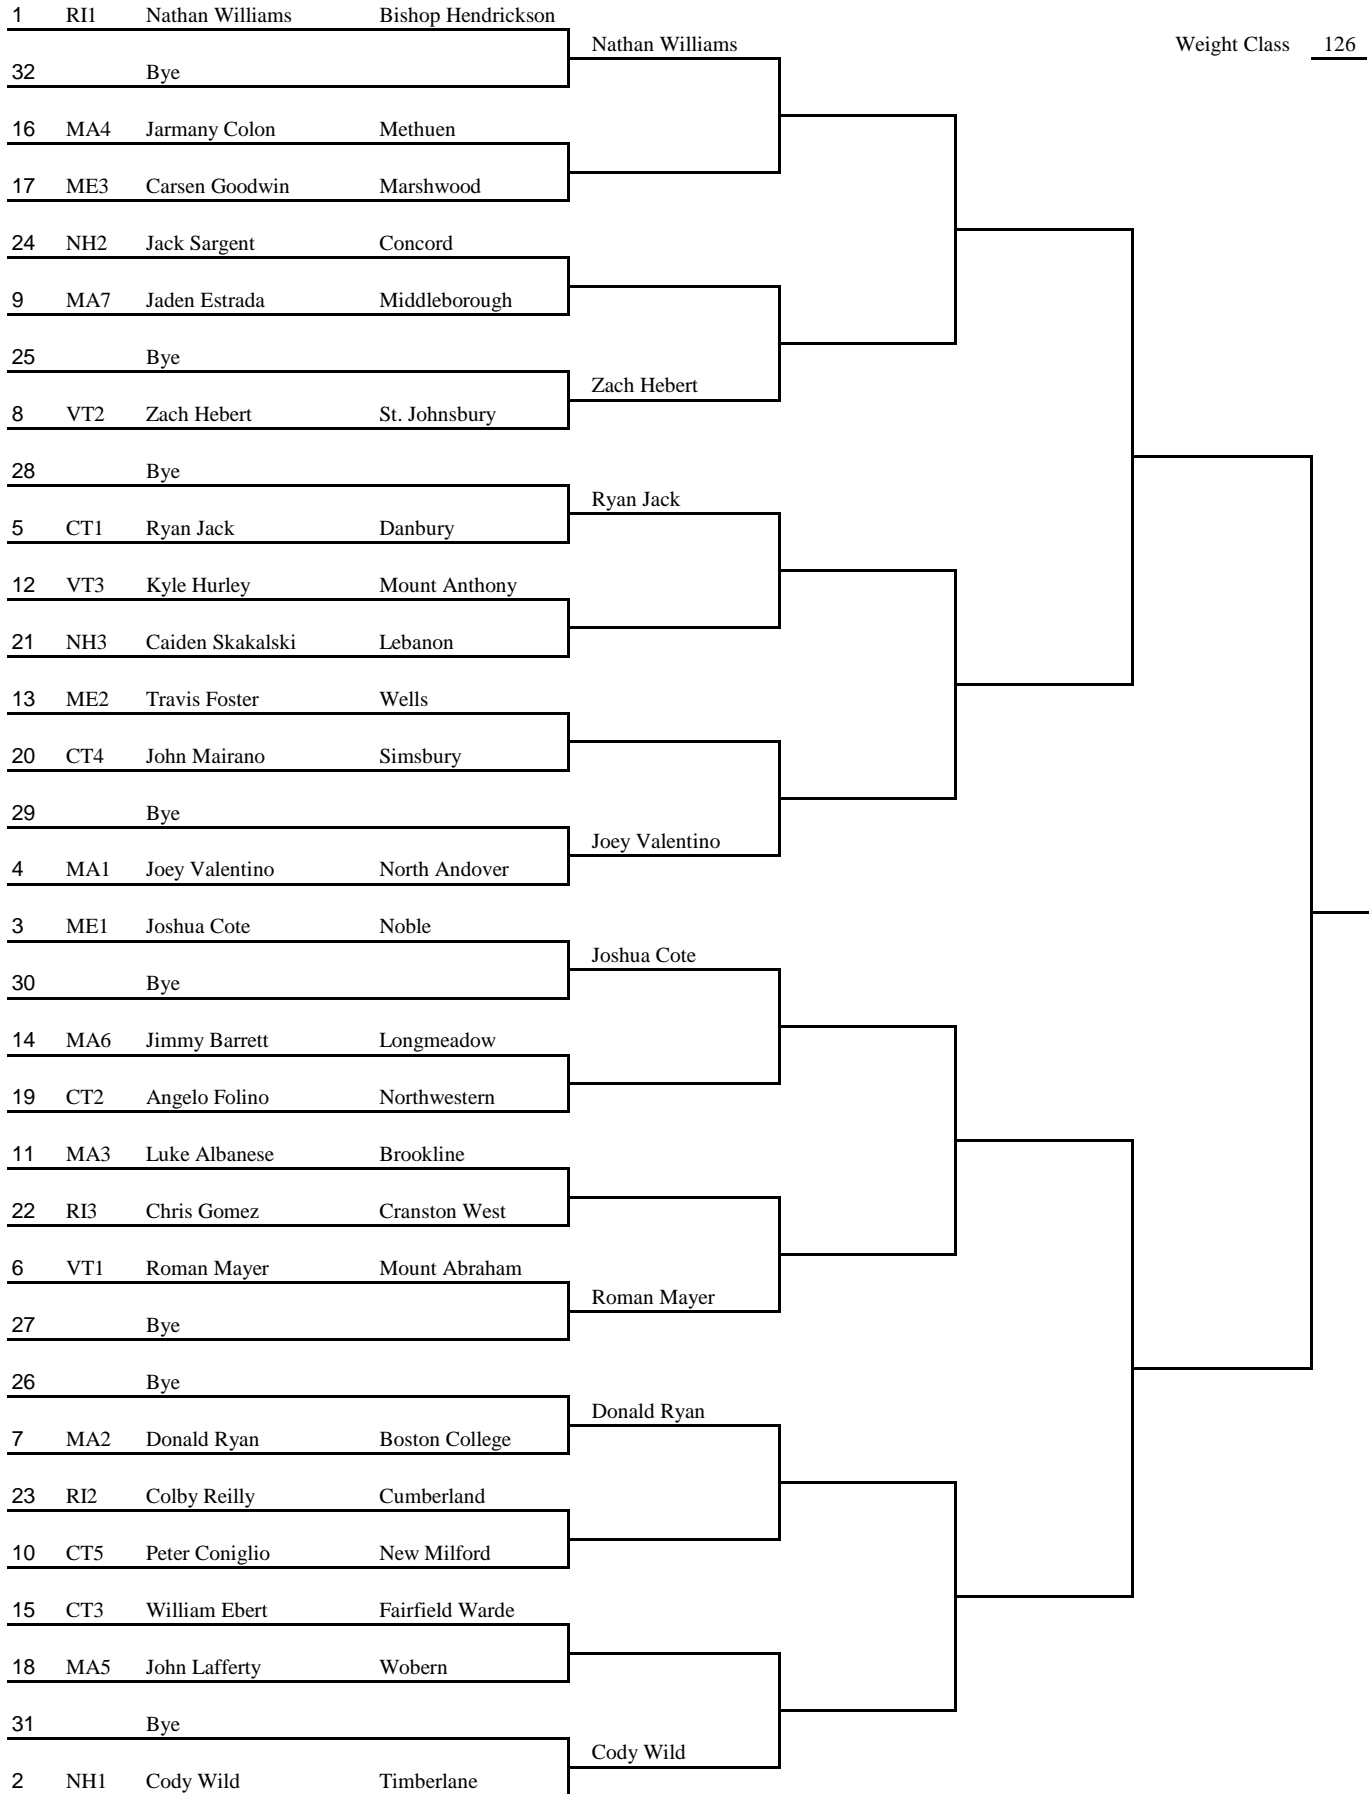 1 RI1 Nathan Williams Bishop Hendrickson
Nathan Williams Weight Class 126
32 Bye
16 MA4 Jarmany Colon Methuen
17 ME3 Carsen Goodwin Marshwood
24 NH2 Jack Sargent Concord
9 MA7 Jaden Estrada Middleborough
25 Bye
Zach Hebert
8 VT2 Zach Hebert St. Johnsbury
28 Bye
Ryan Jack
5 CT1 Ryan Jack Danbury
12 VT3 Kyle Hurley Mount Anthony
21 NH3 Caiden Skakalski Lebanon
13 ME2 Travis Foster Wells
20 CT4 John Mairano Simsbury
29 Bye
Joey Valentino
4 MA1 Joey Valentino North Andover
3 ME1 Joshua Cote Noble
Joshua Cote
30 Bye
14 MA6 Jimmy Barrett Longmeadow
19 CT2 Angelo Folino Northwestern
11 MA3 Luke Albanese Brookline
22 RI3 Chris Gomez Cranston West
6 VT1 Roman Mayer Mount Abraham
Roman Mayer
27 Bye
26 Bye
Donald Ryan
7 MA2 Donald Ryan Boston College
23 RI2 Colby Reilly Cumberland
10 CT5 Peter Coniglio New Milford
15 CT3 William Ebert Fairfield Warde
18 MA5 John Lafferty Wobern
31 Bye
Cody Wild
2 NH1 Cody Wild Timberlane